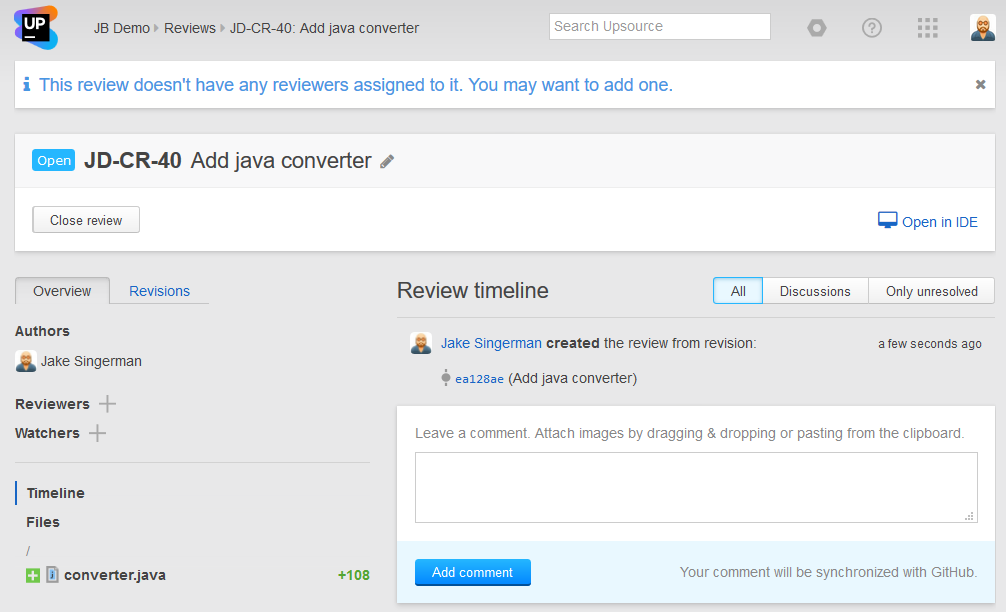 UP
JB Demo Reviews JD-CR-40: Add java converter
Search Upsource
?
i This review doesn't have any reviewers assigned to it. You may want to add one.
Open JD-CR-40 Add java converter
Close review
Open in IDE
Overview Revisions
Authors
Jake Singerman
Reviewers
Watchers
Timeline
Files
/
converter.java +108
Review timeline
All Discussions Only unresolved
Jake Singerman created the review from revision: a few seconds ago
ea128ae (Add java converter)
Leave a comment. Attach images by dragging & dropping or pasting from the clipboard.
Add comment
Your comment will be synchronized with GitHub.